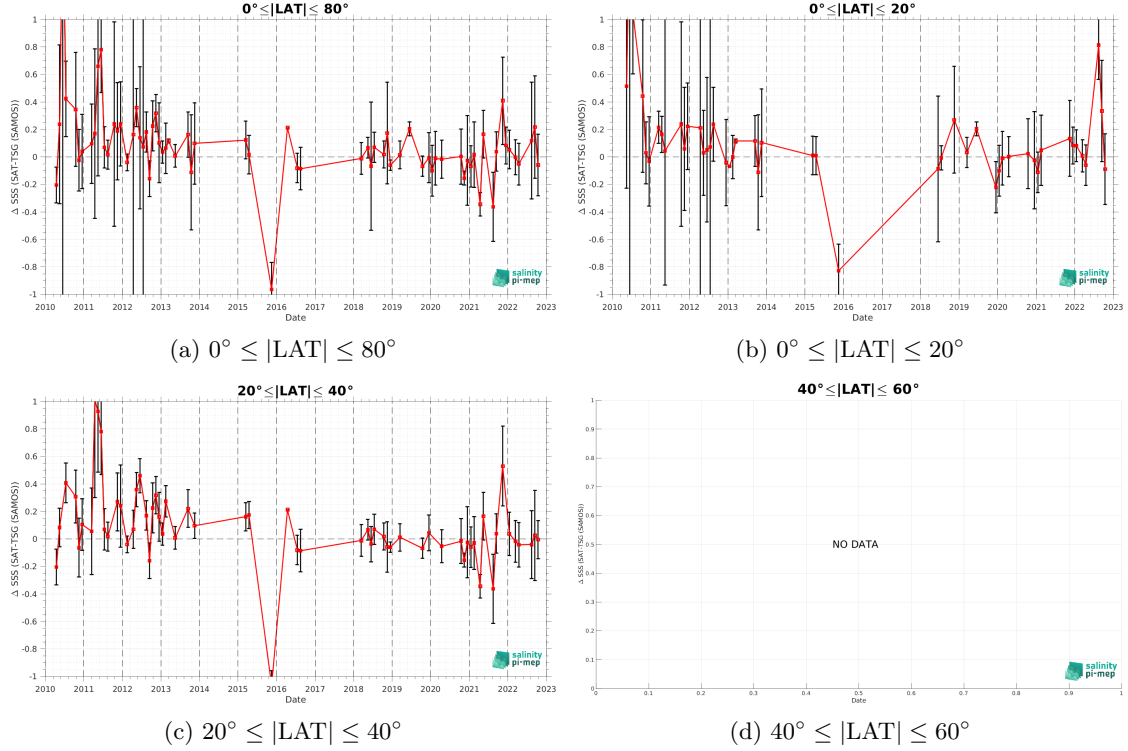 0°≤|LAT|≤ 80°
Δ SSS (SAT-TSG (SAMOS))
1
0.8
0.6
0.4
0.2
0
-0.2
-0.4
-0.6
-0.8
-1
2010 2011 2012 2013 2014 2015 2016 2017 2018 2019 2020 2021 2022 2023
Date
salinity
pi-mep
(a) 0° ≤ |LAT| ≤ 80°
0°≤|LAT|≤ 20°
Δ SSS (SAT-TSG (SAMOS))
1
0.8
0.6
0.4
0.2
0
-0.2
-0.4
-0.6
-0.8
-1
2010 2011 2012 2013 2014 2015 2016 2017 2018 2019 2020 2021 2022 2023
Date
salinity
pi-mep
(b) 0° ≤ |LAT| ≤ 20°
20°≤|LAT|≤ 40°
Δ SSS (SAT-TSG (SAMOS))
1
0.8
0.6
0.4
0.2
0
-0.2
-0.4
-0.6
-0.8
-1
2010 2011 2012 2013 2014 2015 2016 2017 2018 2019 2020 2021 2022 2023
Date
salinity
pi-mep
(c) 20° ≤ |LAT| ≤ 40°
40°≤|LAT|≤ 60°
Δ SSS (SAT-TSG (SAMOS))
1
0.9
0.8
0.7
0.6
0.5
0.4
0.3
0.2
0.1
0
NO DATA
0 0.1 0.2 0.3 0.4 0.5 0.6 0.7 0.8 0.9 1
Date
salinity
pi-mep
(d) 40° ≤ |LAT| ≤ 60°